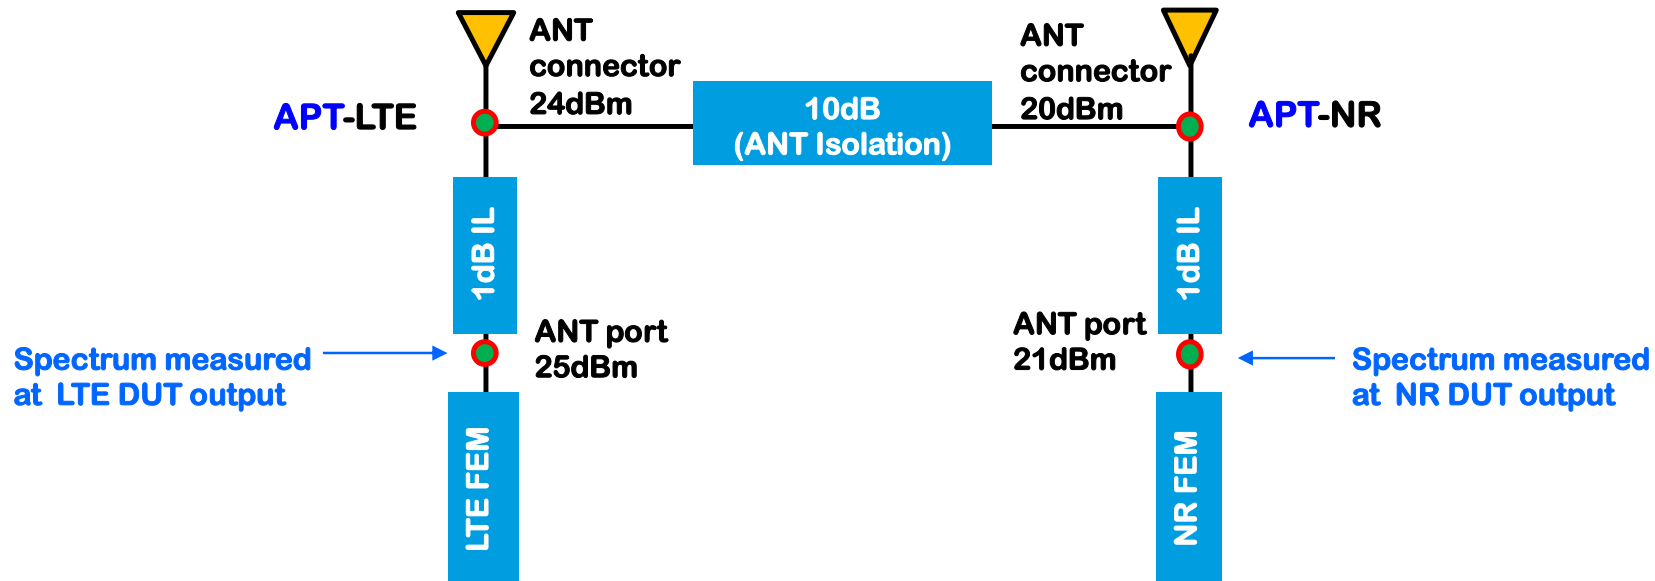 ANT
connector
24dBm
APT-LTE
10dB
(ANT Isolation)
ANT
connector
20dBm
APT-NR
1dB IL
1dB IL
ANT port
25dBm
ANT port
21dBm
Spectrum measured
at LTE DUT output
Spectrum measured
at NR DUT output
LTE FEM
NR FEM